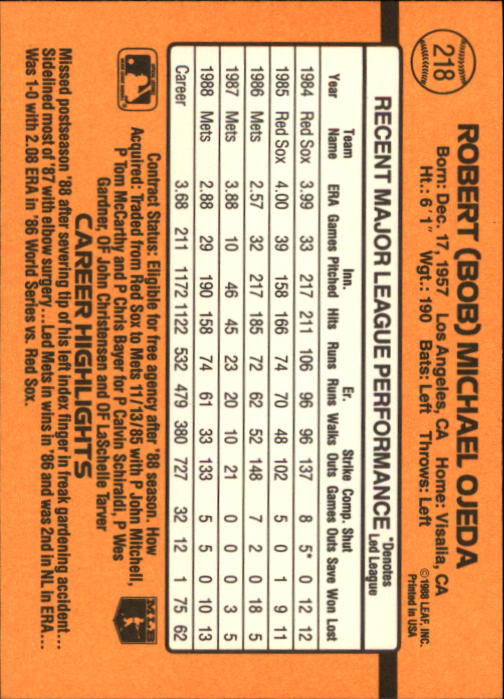 218
ROBERT (BOB) MICHAEL OJEDA
Born: Dec. 17, 1957 Los Angeles, CA Home: Visalia, CA
Ht.: 6'1" Wgt.: 190 Bats: Left Throws: Left
©1988 LEAF, INC.
Printed in USA
RECENT MAJOR LEAGUE PERFORMANCE *Denotes Led League
Year Team Name ERA Games Inn. Pitched Hits Runs Er. Runs Walks Strike Outs Comp. Games Shut Outs Save Won Lost
1984 Red Sox 3.99 33 217 211 106 96 96 137 8 5* 0 12 12
1985 Red Sox 4.00 39 158 166 74 70 48 102 5 0 1 9 11
1986 Mets 2.57 32 217 185 72 62 52 148 7 2 0 18 5
1987 Mets 3.88 10 46 45 23 20 10 21 0 0 0 3 5
1988 Mets 2.88 29 190 158 74 61 33 133 5 5 0 10 13
Career 3.68 211 1172 1122 532 479 380 727 32 12 1 75 62
Contract Status: Eligible for free agency after '88 season. How
Acquired: Traded from Red Sox to Mets 11/13/85 with P John Mitchell,
P Tom McCarthy and P Chris Bayer for P Calvin Schiraldi, P Wes
Gardner, OF John Christensen and OF LaSchelle Tarver
MLB
CAREER HIGHLIGHTS
Missed postseason '88 after severing tip of his left index finger in freak gardening accident...
Sidelined most of '87 with elbow surgery...Led Mets in wins in '86 and was 2nd in NL in ERA...
Was 1-0 with 2.08 ERA in '86 World Series vs. Red Sox.